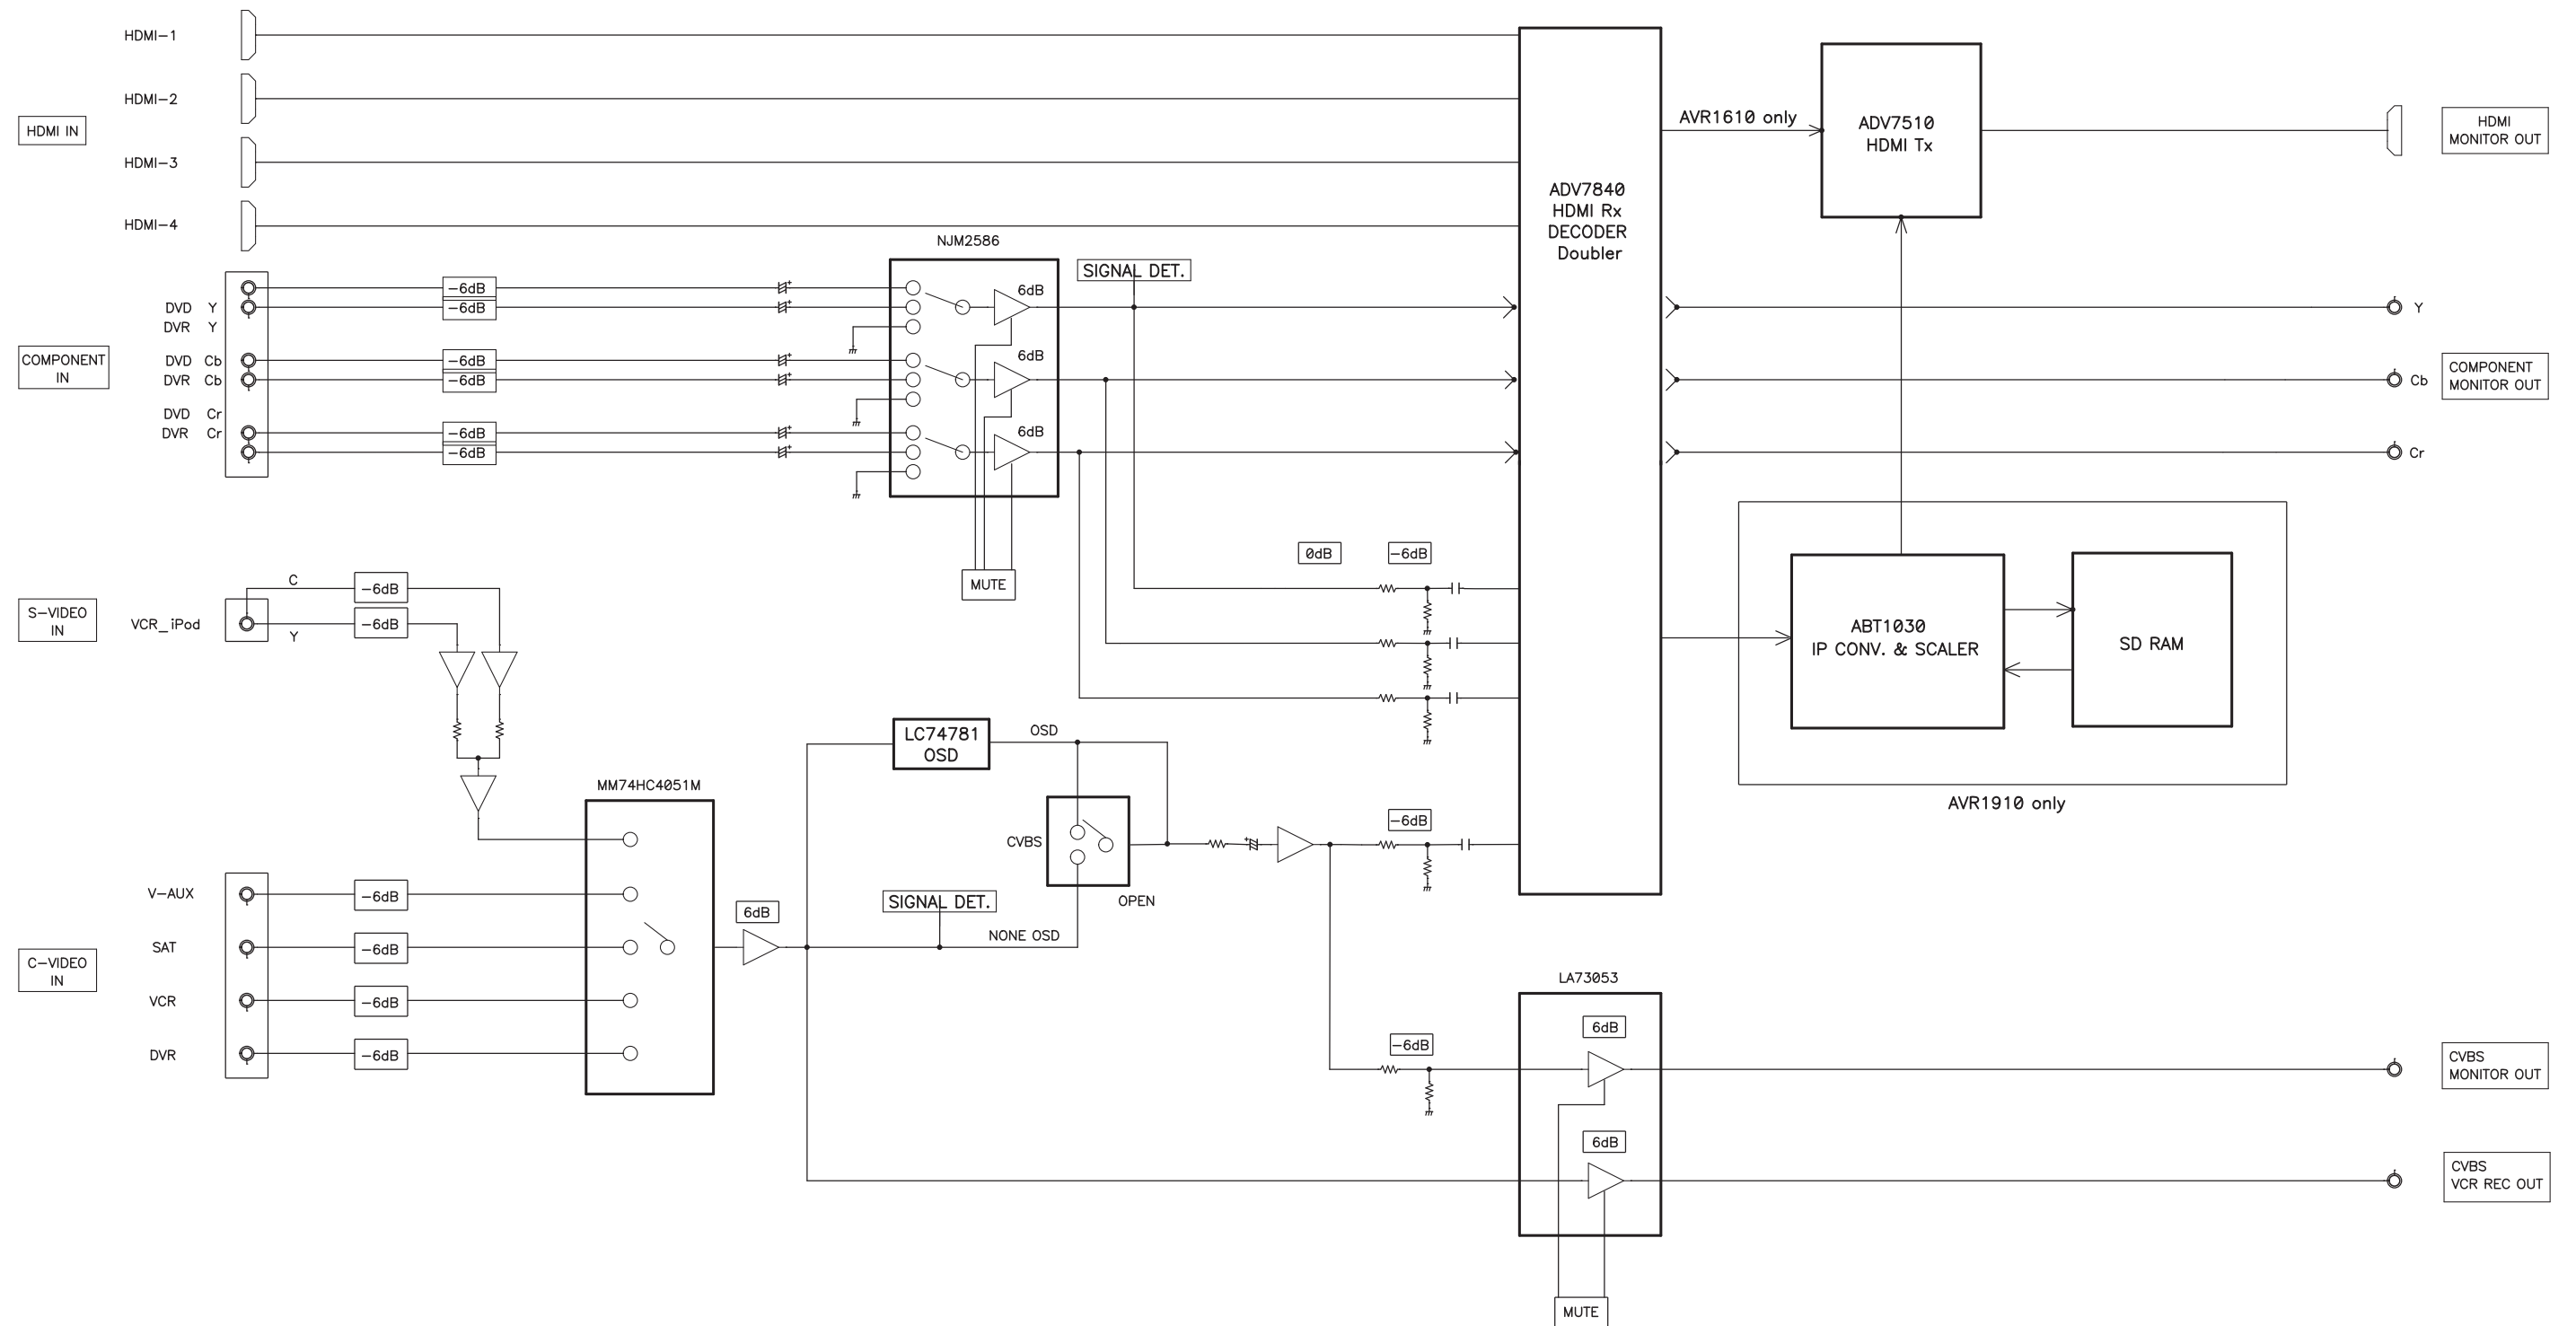 HDMI IN
HDMI-1
HDMI-2
HDMI-3
HDMI-4
COMPONENT
IN
DVD Y
DVR Y
DVD Cb
DVR Cb
DVD Cr
DVR Cr
-6dB
-6dB
-6dB
-6dB
-6dB
-6dB
NJM2586
6dB
6dB
6dB
MUTE
SIGNAL DET.
S-VIDEO
IN
VCR_iPod
C
Y
-6dB
-6dB
C-VIDEO
IN
V-AUX
SAT
VCR
DVR
-6dB
-6dB
-6dB
-6dB
MM74HC4051M
6dB
LC74781
OSD
OSD
SIGNAL DET.
NONE OSD
CVBS
OPEN
0dB
-6dB
-6dB
-6dB
ADV7840
HDMI Rx
DECODER
Doubler
AVR1610 only
ADV7510
HDMI Tx
ABT1030
IP CONV. & SCALER
SD RAM
AVR1910 only
LA73053
6dB
6dB
MUTE
HDMI
MONITOR OUT
Y
Cb
Cr
COMPONENT
MONITOR OUT
CVBS
MONITOR OUT
CVBS
VCR REC OUT